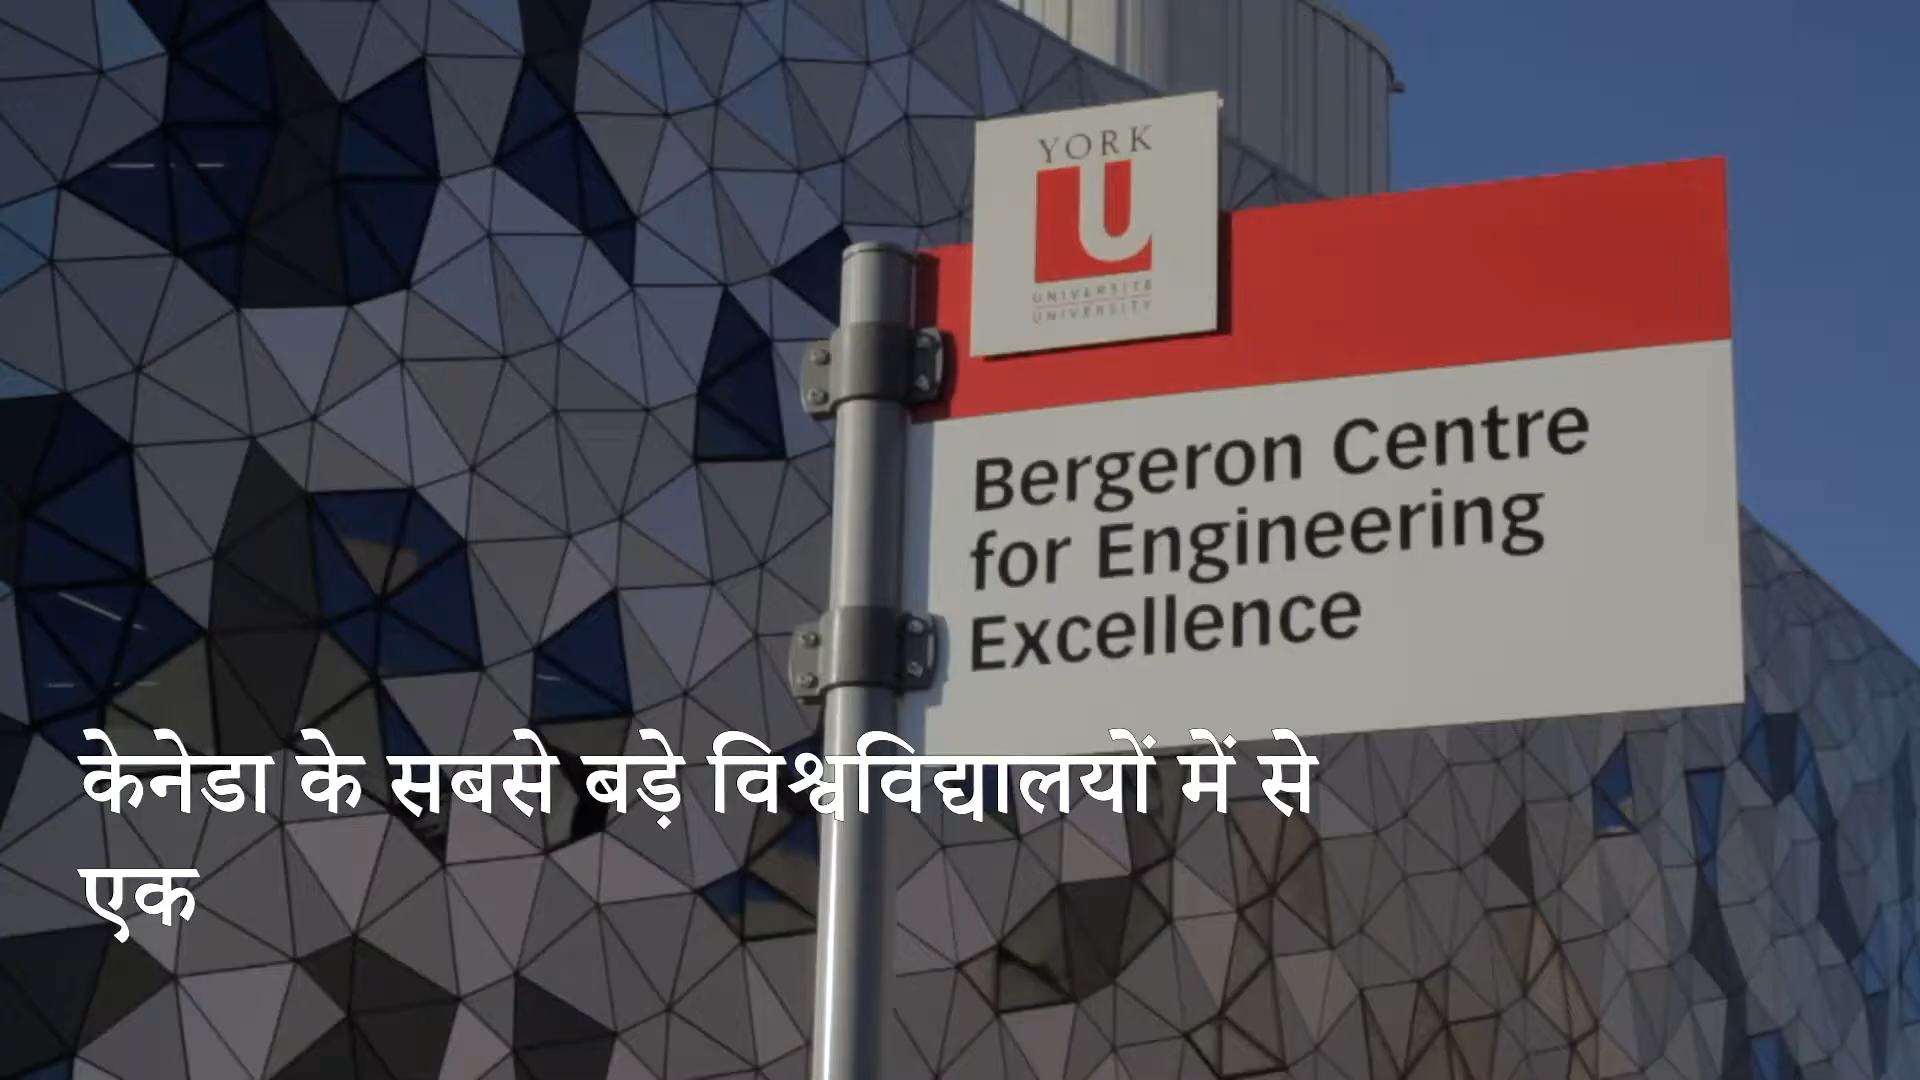 YORK
U
UNIVERSITÉ
UNIVERSITY
Bergeron Centre
for Engineering
Excellence
केनेडा के सबसे बड़े विश्वविद्यालयों में से
एक